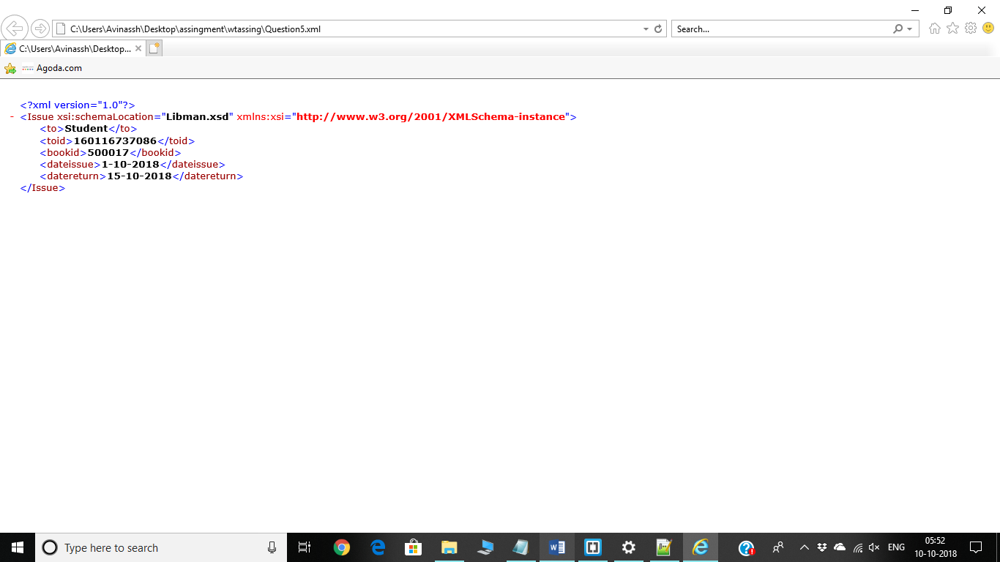 C:\Users\Avinassh\Desktop\assingment\wtassing\Question5.xml
Search...
C:\Users\Avinassh\Desktop...
Agoda.com
<?xml version="1.0"?>
- <Issue xsi:schemaLocation="Libman.xsd" xmlns:xsi="http://www.w3.org/2001/XMLSchema-instance">
<to>Student</to>
<toid>160116737086</toid>
<bookid>500017</bookid>
<dateissue>1-10-2018</dateissue>
<datereturn>15-10-2018</datereturn>
</Issue>
Type here to search
ENG
05:52
10-10-2018